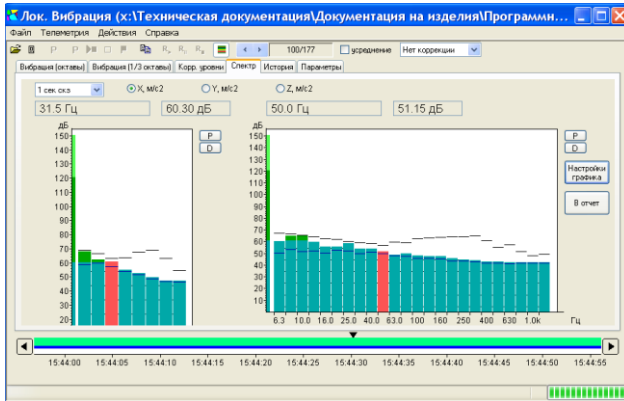 Лок. Вибрация (x:\Техническая документация\Документация на изделия\Программн...
Файл Телеметрия Действия Справка
100/177 усреднение Нет коррекции
Вибрация (октавы) Вибрация (1/3 октавы) Корр. уровни Спектр История Параметры
1 сек скз X, м/с2 Y, м/с2 Z, м/с2
31.5 Гц 60.30 дБ 50.0 Гц 51.15 дБ
дБ дБ
150 P 150 P
140 D 140 D
130 130
120 120 Настройки графика
110 110
100 100 В отчет
90 90
80 80
70 70
60 60
50 50
40 40
30 30
20 20
10
6.3 10.0 16.0 25.0 40.0 63.0 100 160 250 400 630 1.0k Гц
15:44:00 15:44:05 15:44:10 15:44:15 15:44:20 15:44:25 15:44:30 15:44:35 15:44:40 15:44:45 15:44:50 15:44:55